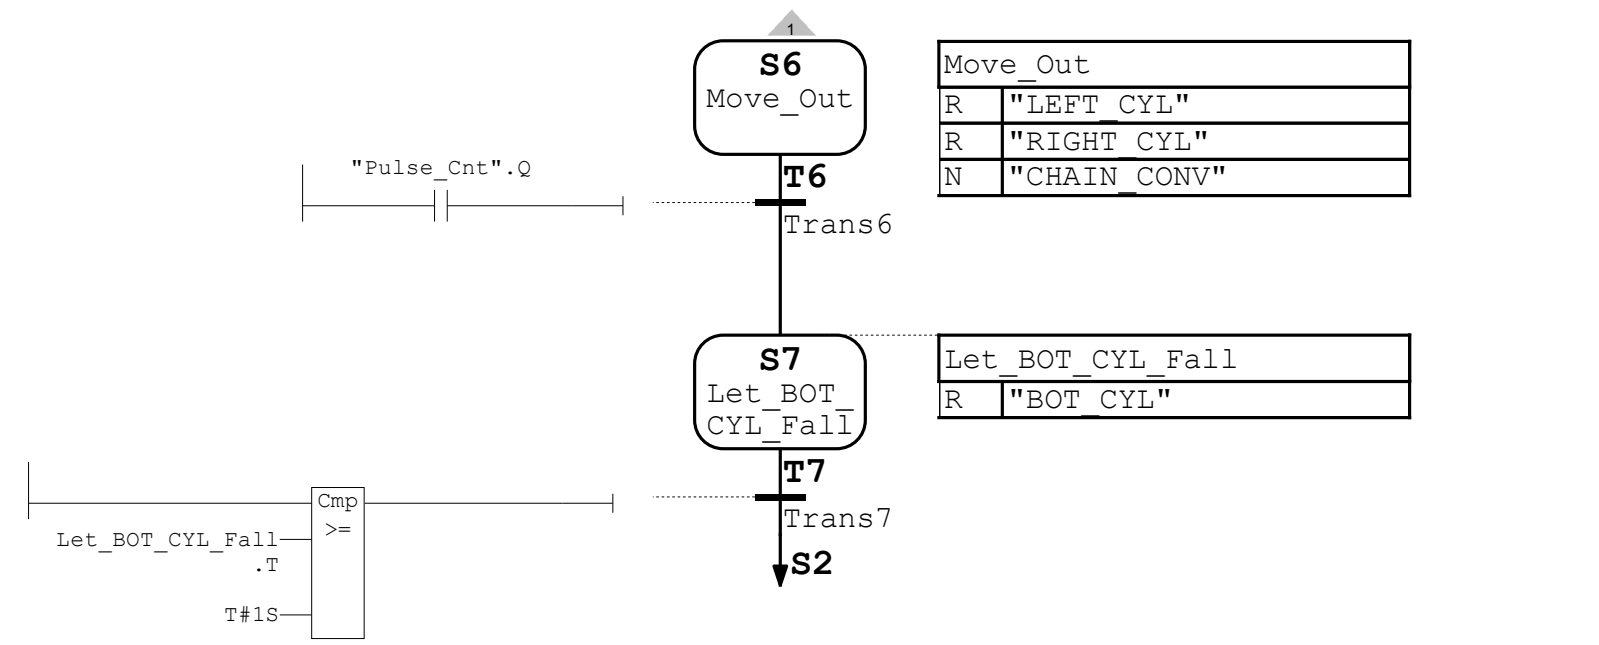 1
S6
Move_Out
Move_Out
R "LEFT_CYL"
R "RIGHT_CYL"
N "CHAIN_CONV"
"Pulse_Cnt".Q
T6
Trans6
S7
Let_BOT_
CYL_Fall
Let_BOT_CYL_Fall
R "BOT_CYL"
T7
Trans7
Cmp
>=
Let_BOT_CYL_Fall
.T
T#1S
S2